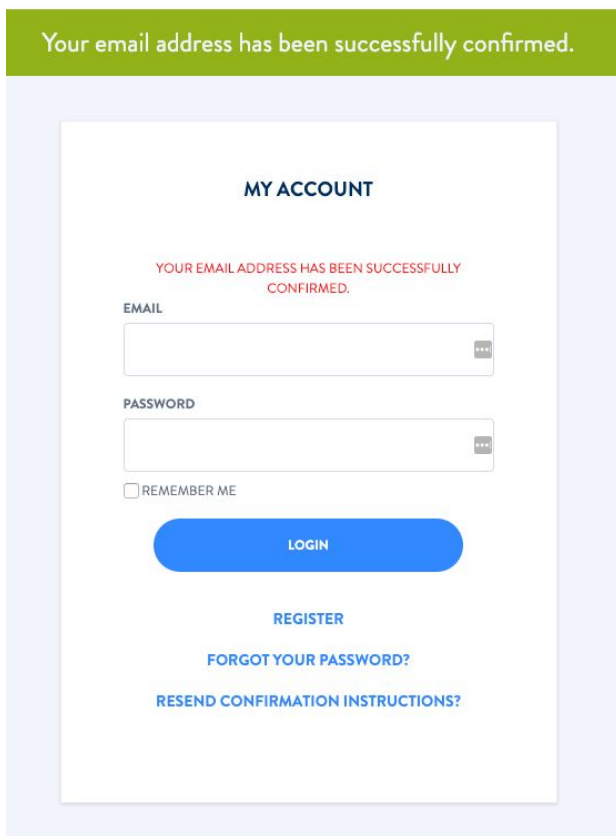 Your email address has been successfully confirmed.
MY ACCOUNT
YOUR EMAIL ADDRESS HAS BEEN SUCCESSFULLY
CONFIRMED.
EMAIL
PASSWORD
REMEMBER ME
LOGIN
REGISTER
FORGOT YOUR PASSWORD?
RESEND CONFIRMATION INSTRUCTIONS?